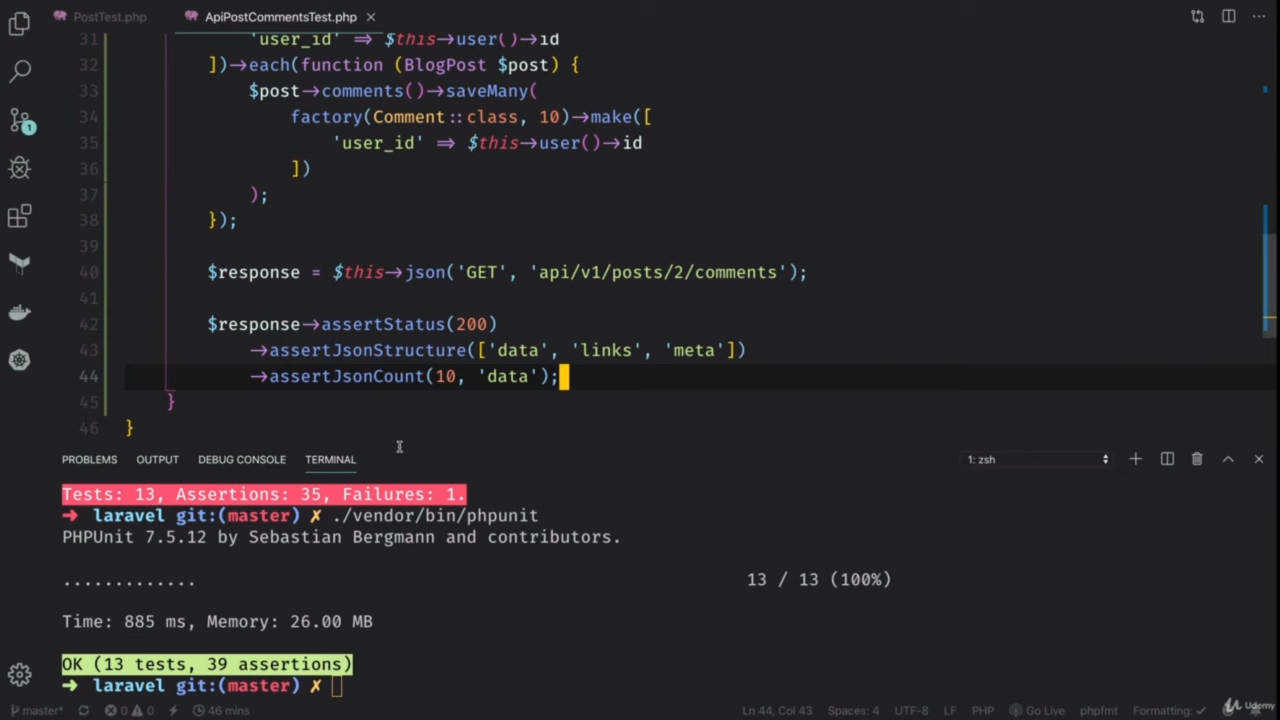 PostTest.php ApiPostCommentsTest.php
31 'user_id' => $this->user()->id
32 ])->each(function (BlogPost $post) {
33 $post->comments()->saveMany(
34 factory(Comment::class, 10)->make([
35 'user_id' => $this->user()->id
36 ])
37 );
38 });
39
40 $response = $this->json('GET', 'api/v1/posts/2/comments');
41
42 $response->assertStatus(200)
43 ->assertJsonStructure(['data', 'links', 'meta'])
44 ->assertJsonCount(10, 'data');
45 }
46 }
PROBLEMS OUTPUT DEBUG CONSOLE TERMINAL 1: zsh
Tests: 13, Assertions: 35, Failures: 1.
➜ laravel git:(master) ✗ ./vendor/bin/phpunit
PHPUnit 7.5.12 by Sebastian Bergmann and contributors.
............. 13 / 13 (100%)
Time: 885 ms, Memory: 26.00 MB
OK (13 tests, 39 assertions)
➜ laravel git:(master) ✗
master* 0 0 46 mins Ln 44, Col 43 Spaces: 4 UTF-8 LF PHP Go Live phpfmt Formatting: ✓ Udemy